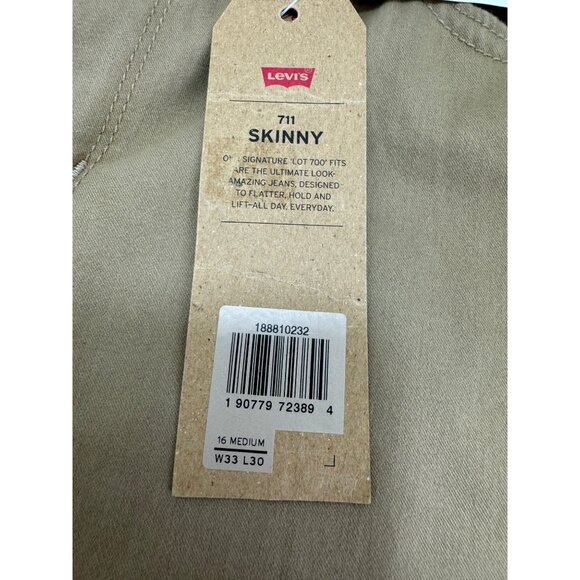 LEVI'S
711
SKINNY
SIGNATURE 'LOT 700' FITS
ARE THE ULTIMATE LOOK-
AMAZING JEANS, DESIGNED
TO FLATTER, HOLD AND
LIFT—ALL DAY, EVERYDAY.
188810232
1 90779 72389 4
16 MEDIUM
W33 L30